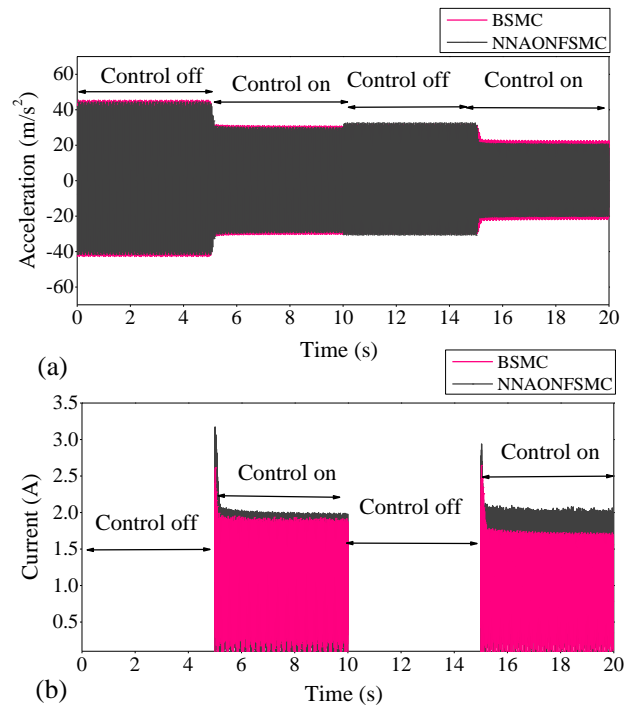 BSMC
NNAONFSMC
Control off
Control on
Control off
Control on
Acceleration (m/s²)
60
40
20
0
-20
-40
-60
0 2 4 6 8 10 12 14 16 18 20
Time (s)
(a)
BSMC
NNAONFSMC
Control off
Control on
Control off
Control on
Current (A)
3.5
3.0
2.5
2.0
1.5
1.0
0.5
0 2 4 6 8 10 12 14 16 18 20
Time (s)
(b)